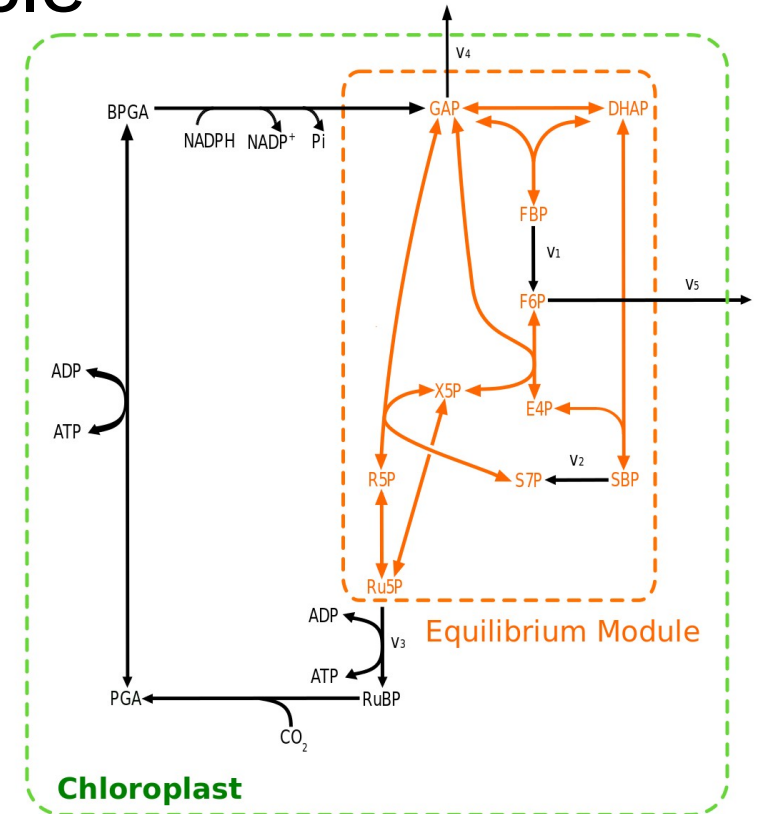 V4
BPGA
GAP
DHAP
NADPH
NADP+
Pi
FBP
V1
F6P
V5
ADP
ATP
X5P
E4P
R5P
S7P
V2
SBP
Ru5P
ADP
V3
ATP
Equilibrium Module
PGA
RuBP
CO2
Chloroplast